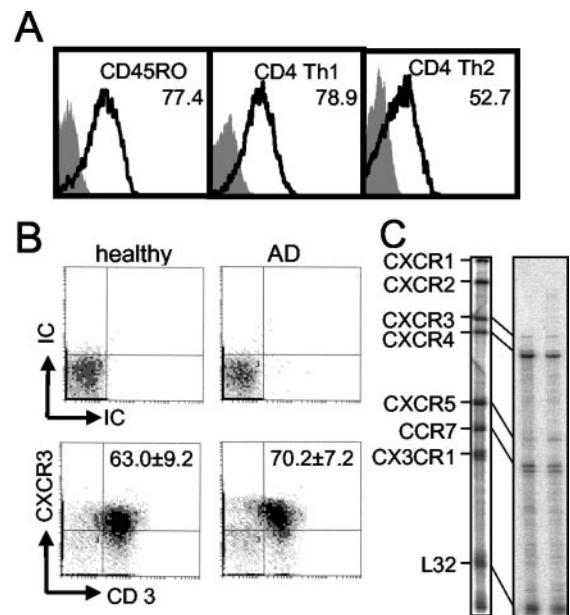 A
CD45RO
77.4
CD4 Th1
78.9
CD4 Th2
52.7
B
healthy
AD
IC
IC
CXCR3
63.0±9.2
70.2±7.2
CD 3
C
CXCR1
CXCR2
CXCR3
CXCR4
CXCR5
CCR7
CX3CR1
L32